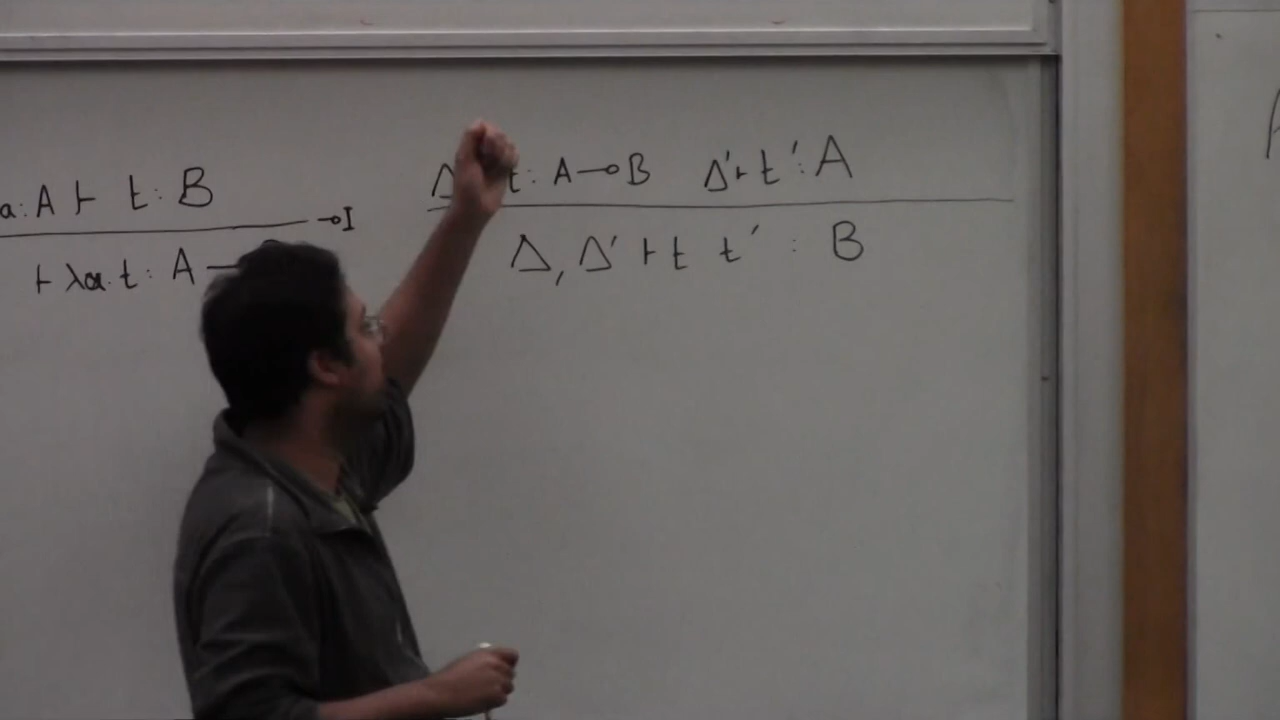 a : A ⊢ t : B
⊸I
⊢ λa. t : A ⊸
Δ t : A ⊸ B Δ' ⊢ t' : A
Δ, Δ' ⊢ t t' : B